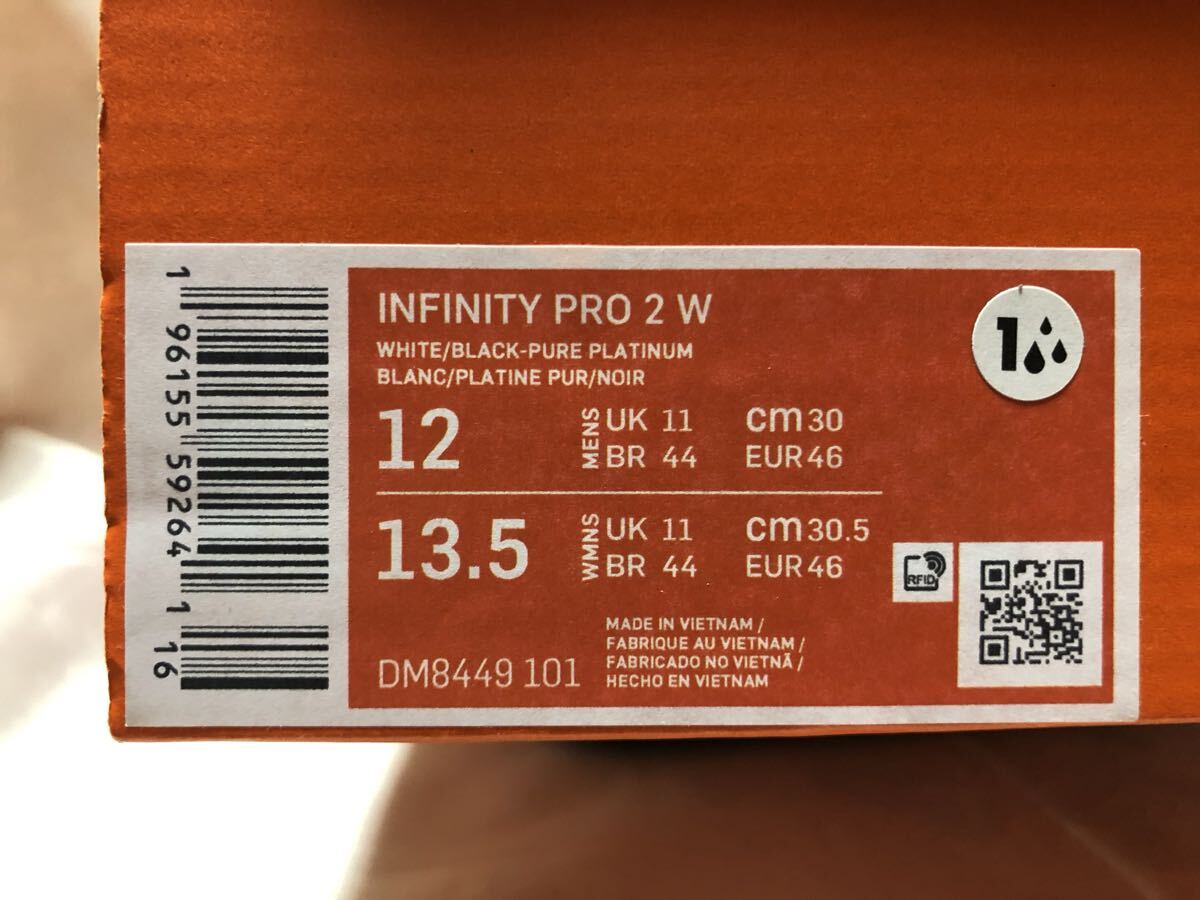 INFINITY PRO 2 W
WHITE/BLACK-PURE PLATINUM
BLANC/PLATINE PUR/NOIR
12 MENS UK 11 cm 30
BR 44 EUR 46
13.5 WMNS UK 11 cm 30.5
BR 44 EUR 46
MADE IN VIETNAM /
FABRIQUE AU VIETNAM /
FABRICADO NO VIETNÃ /
HECHO EN VIETNAM
DM8449 101
1 96155 59264 1 16
1
RFID